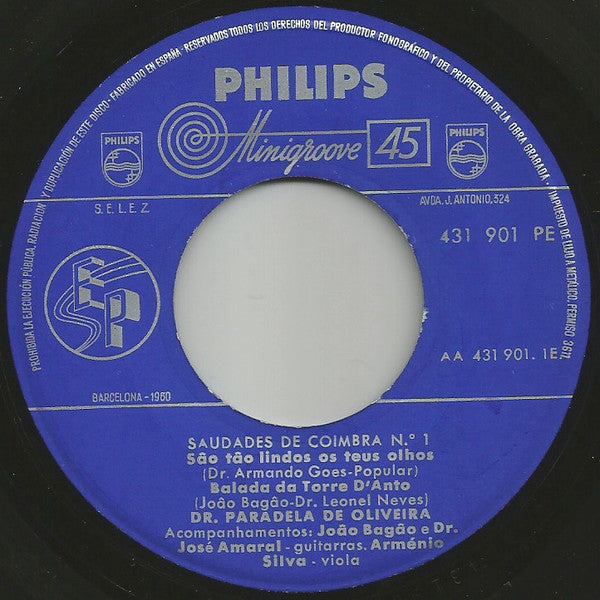 PROHIBIDA LA EJECUCIÓN PÚBLICA, RADIACIÓN Y DUPLICACIÓN DE ESTE DISCO - FABRICADO EN ESPAÑA - RESERVADOS TODOS LOS DERECHOS DEL PRODUCTOR FONOGRÁFICO Y DEL PROPIETARIO DE LA OBRA GRABADA. - IMPUESTO DE LUJO A METÁLICO. PERMISO 3611
PHILIPS
Minigroove 45
PHILIPS
PHILIPS
S. E. L. E. Z.
AVDA. J. ANTONIO, 324
431 901 PE
EEP
AA 431 901. 1E
BARCELONA - 1960
SAUDADES DE COIMBRA N.º 1
São tão lindos os teus olhos
(Dr. Armando Goes-Popular)
Balada da Torre D'Anto
(João Bagão-Dr. Leonel Neves)
DR. PARADELA DE OLIVEIRA
Acompanhamentos: João Bagão e Dr.
José Amaral - guitarras. Arménio
Silva - viola